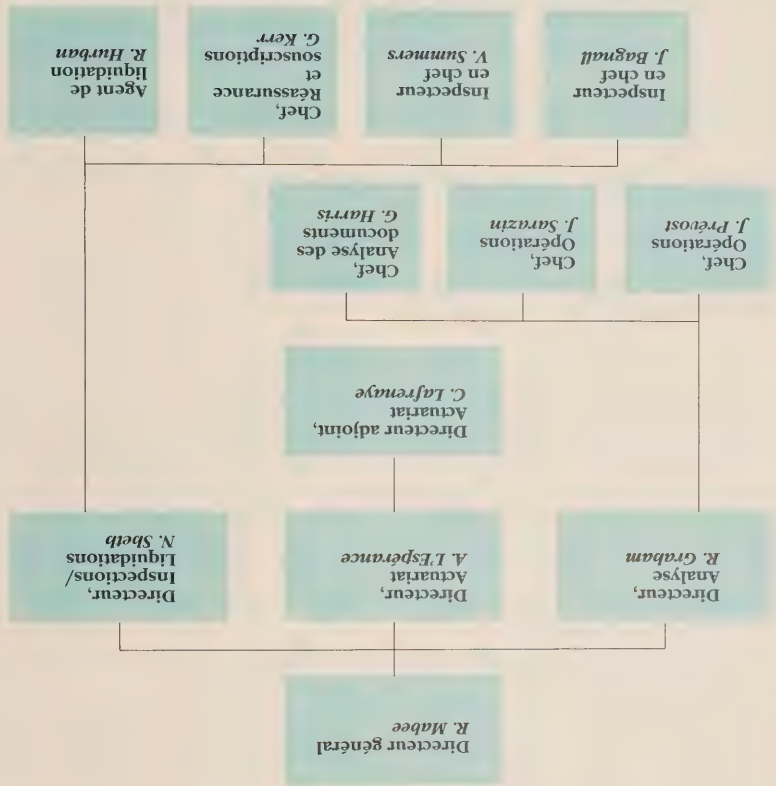 Directeur général
R. Mabee
Directeur,
Analyse
R. Graham
Directeur,
Actuariat
A. L'Espérance
Directeur,
Inspections/
Liquidations
N. Sheth
Directeur adjoint,
Actuariat
C. Lafrenaye
Chef,
Opérations
J. Prévost
Chef,
Opérations
J. Sarazin
Chef,
Analyse des
documents
G. Harris
Inspecteur
en chef
J. Bagnall
Inspecteur
en chef
V. Summers
Chef,
Réassurance
et
souscriptions
G. Kerr
Agent de
liquidation
R. Hurban